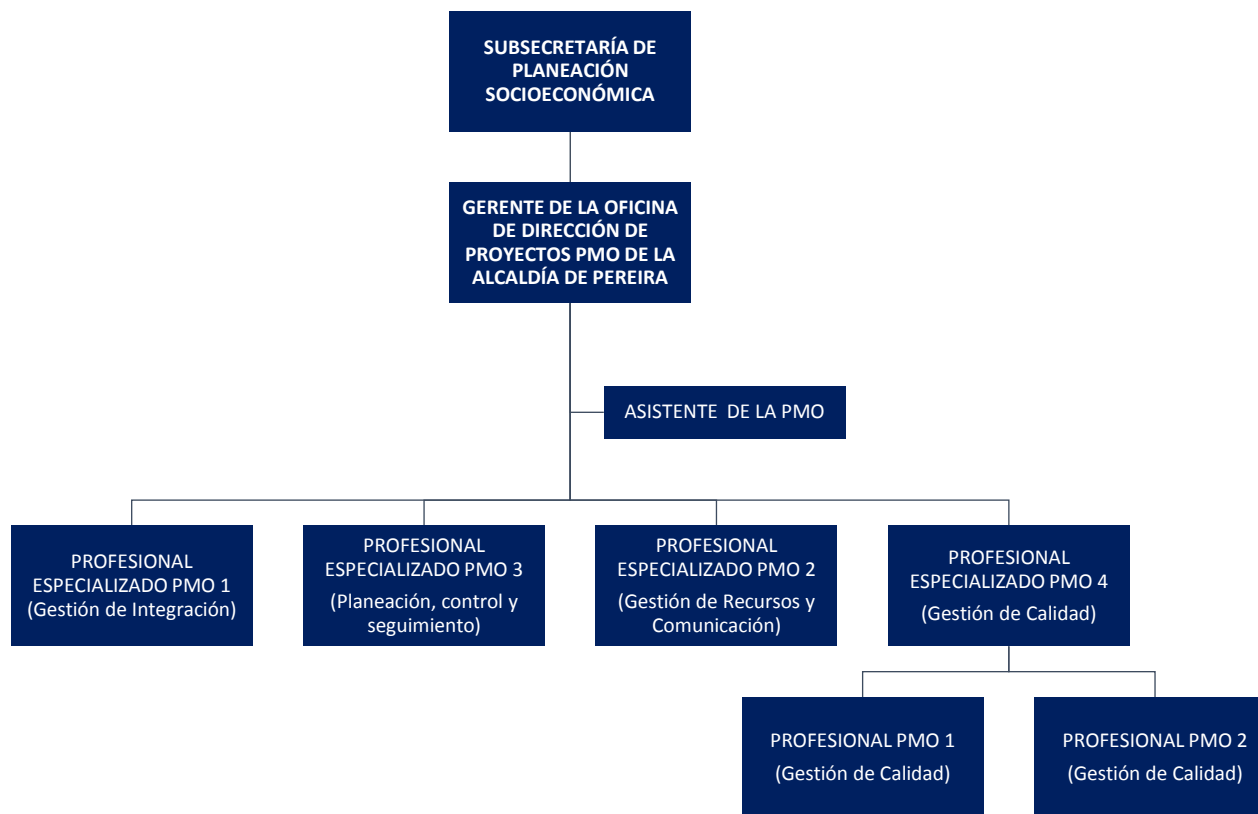 SUBSECRETARÍA DE
PLANEACIÓN
SOCIOECONÓMICA
GERENTE DE LA OFICINA
DE DIRECCIÓN DE
PROYECTOS PMO DE LA
ALCALDÍA DE PEREIRA
ASISTENTE DE LA PMO
PROFESIONAL
ESPECIALIZADO PMO 1
(Gestión de Integración)
PROFESIONAL
ESPECIALIZADO PMO 3
(Planeación, control y
seguimiento)
PROFESIONAL
ESPECIALIZADO PMO 2
(Gestión de Recursos y
Comunicación)
PROFESIONAL
ESPECIALIZADO PMO 4
(Gestión de Calidad)
PROFESIONAL PMO 1
(Gestión de Calidad)
PROFESIONAL PMO 2
(Gestión de Calidad)